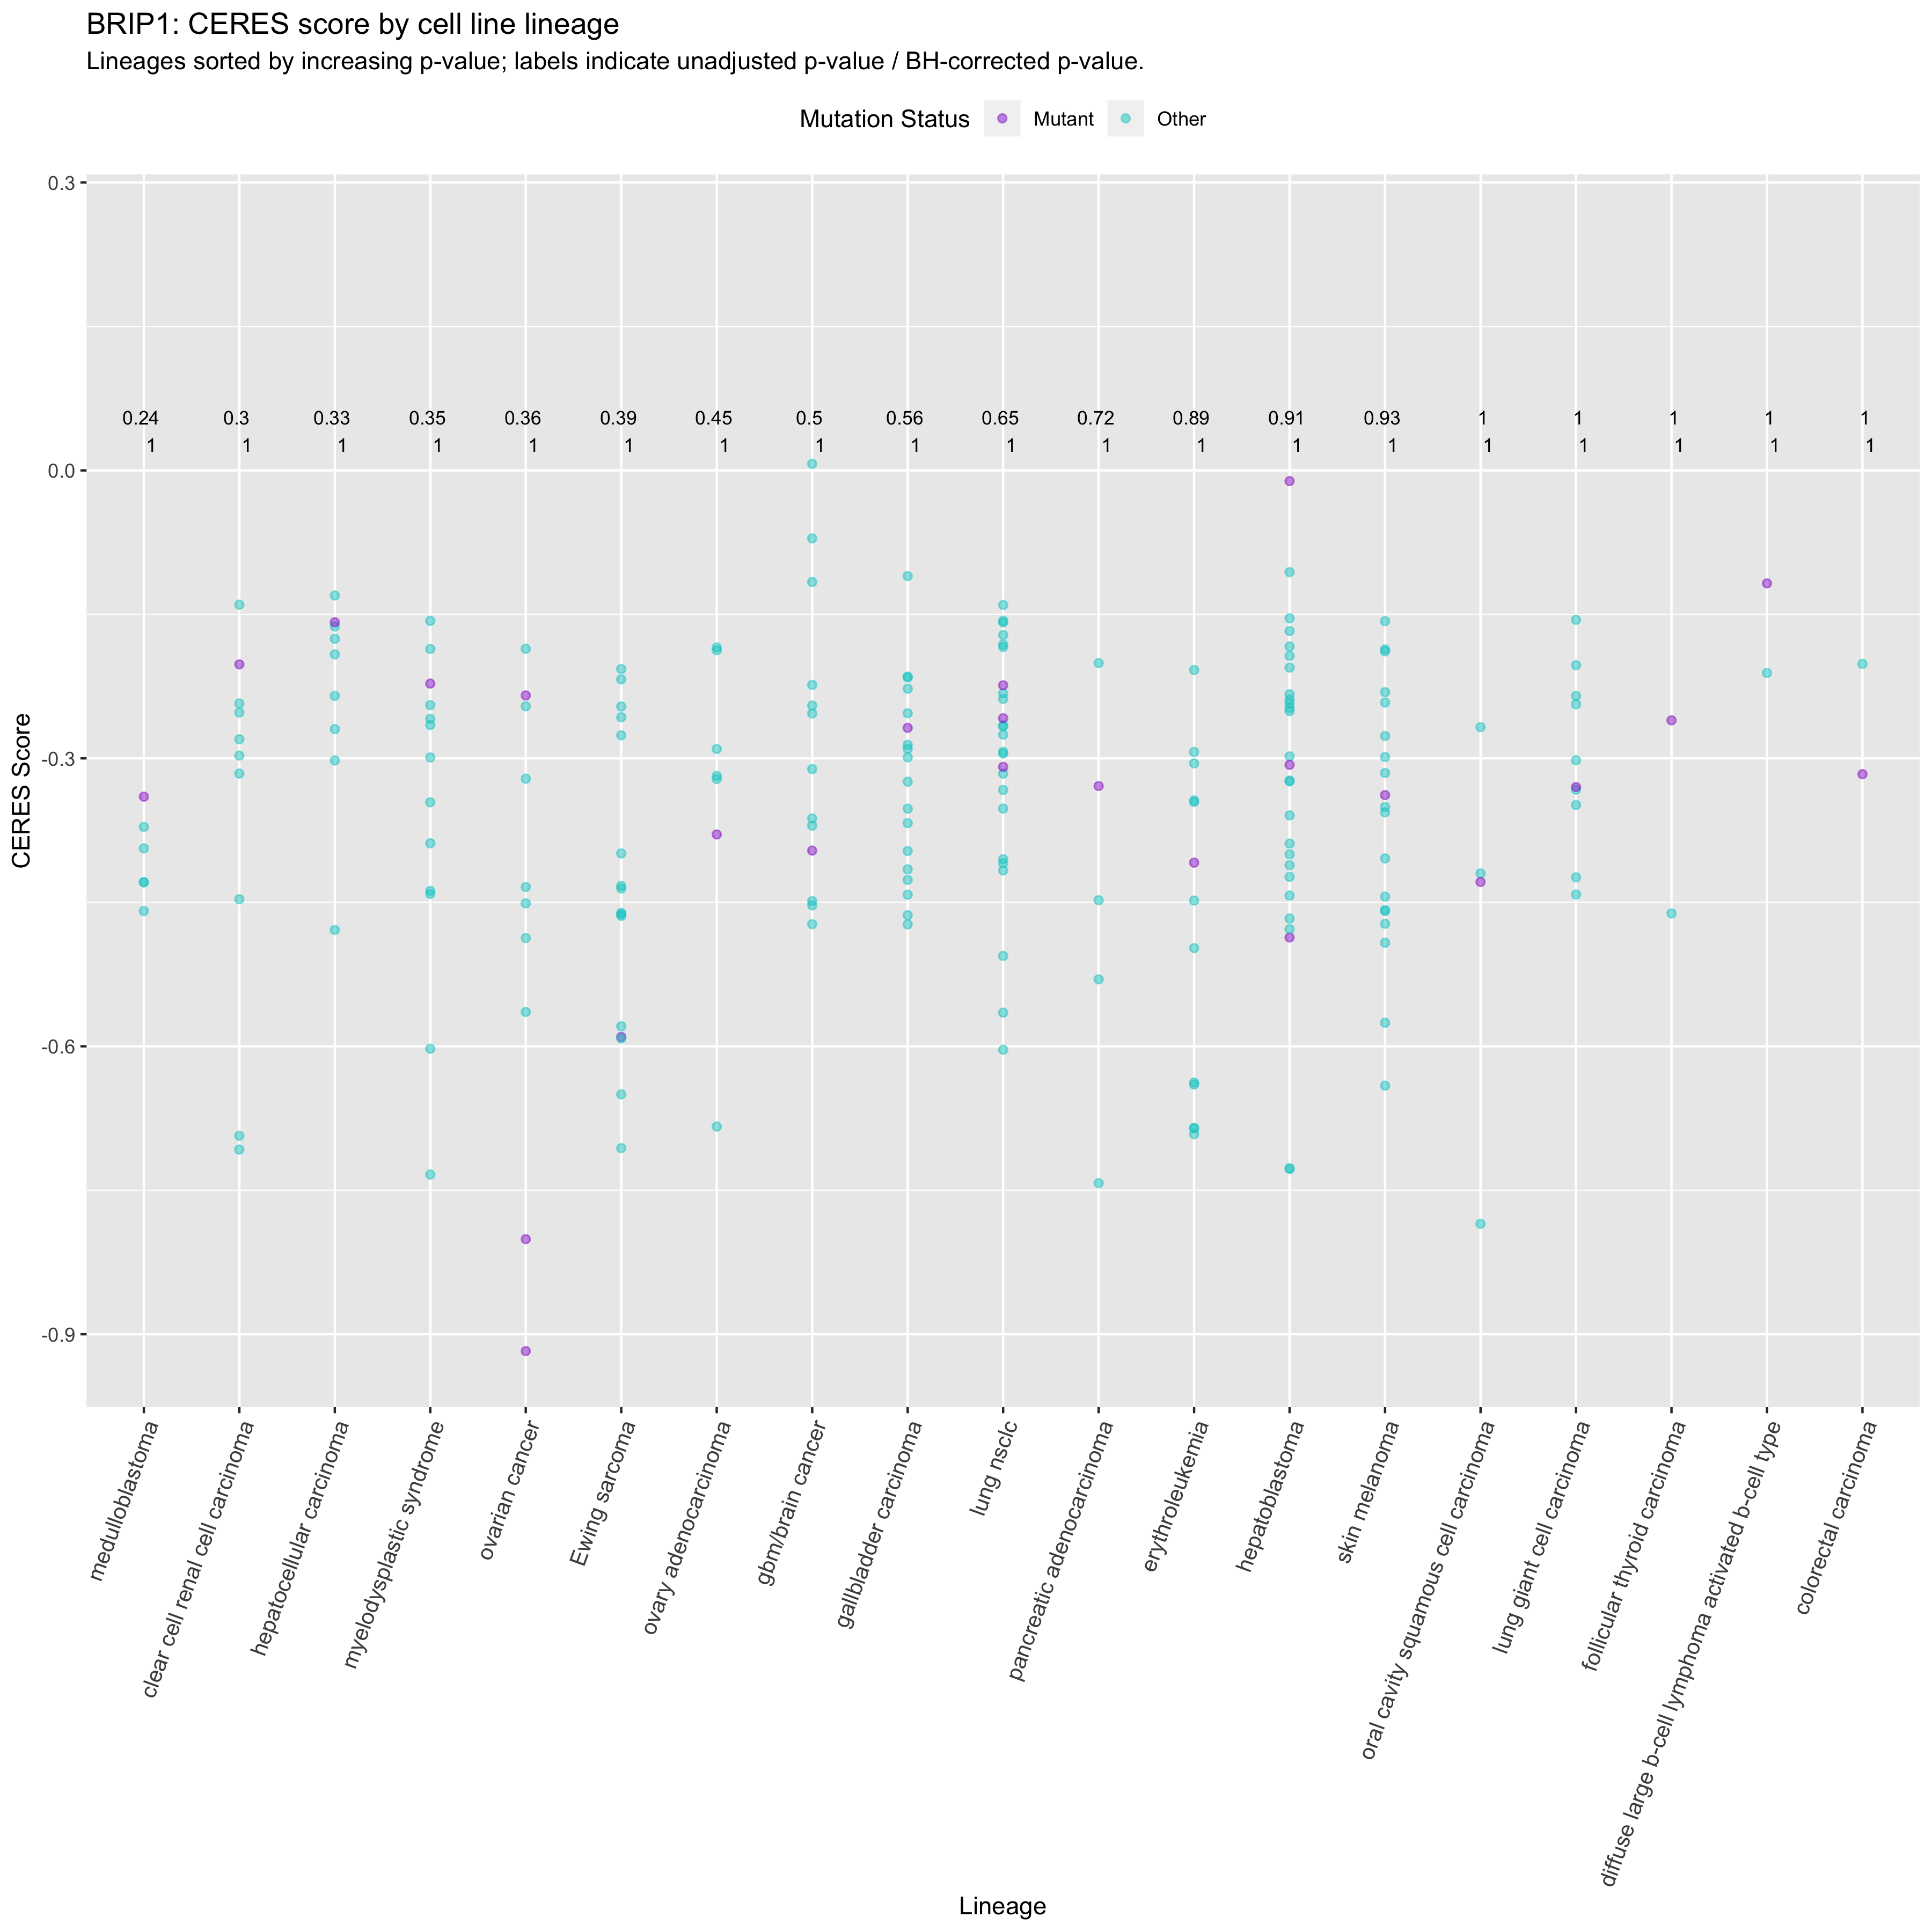 BRIP1: CERES score by cell line lineage
Lineages sorted by increasing p-value; labels indicate unadjusted p-value / BH-corrected p-value.
Mutation Status Mutant Other
0.3
0.24 0.3 0.33 0.35 0.36 0.39 0.45 0.5 0.56 0.65 0.72 0.89 0.91 0.93 1 1 1 1 1
1 1 1 1 1 1 1 1 1 1 1 1 1 1 1 1 1 1 1
0.0
-0.3
-0.6
-0.9
CERES Score
medulloblastoma
clear cell renal cell carcinoma
hepatocellular carcinoma
myelodysplastic syndrome
ovarian cancer
Ewing sarcoma
ovary adenocarcinoma
gbm/brain cancer
gallbladder carcinoma
lung nsclc
pancreatic adenocarcinoma
erythroleukemia
hepatoblastoma
skin melanoma
oral cavity squamous cell carcinoma
lung giant cell carcinoma
follicular thyroid carcinoma
diffuse large b-cell lymphoma activated b-cell type
colorectal carcinoma
Lineage